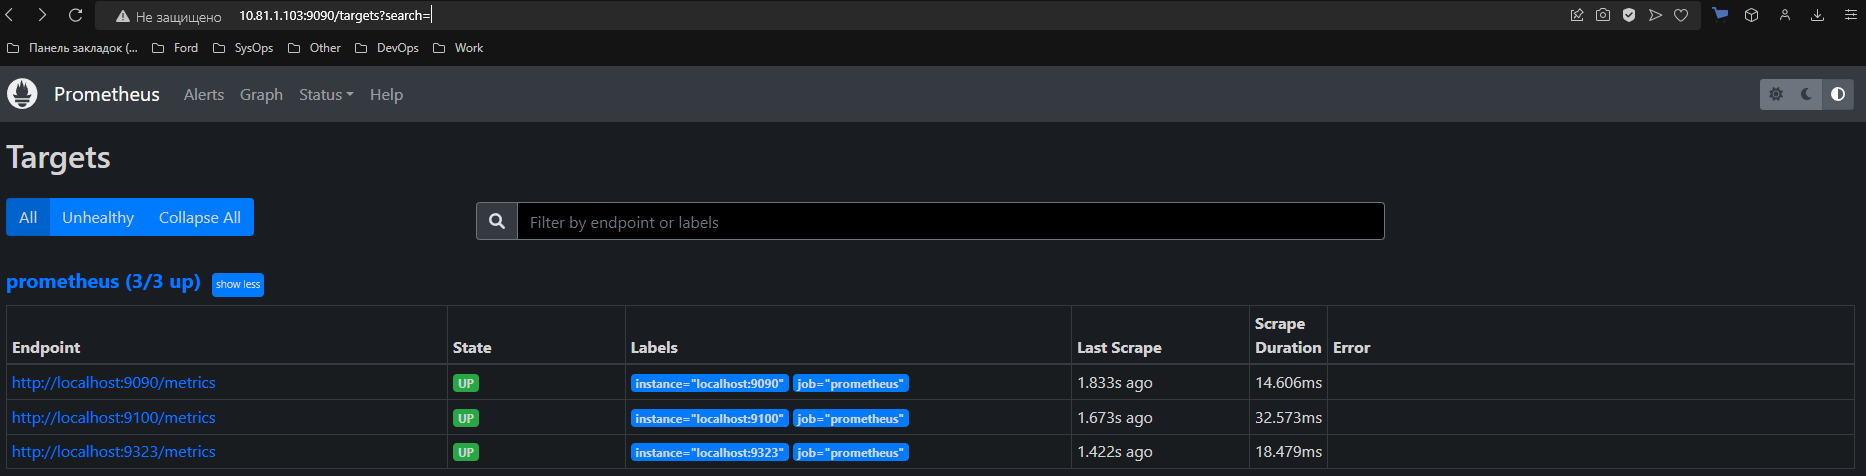 Не защищено 10.81.1.103:9090/targets?search=
Панель закладок (... Ford SysOps Other DevOps Work
Prometheus Alerts Graph Status Help
Targets
All Unhealthy Collapse All Filter by endpoint or labels
prometheus (3/3 up) show less
Endpoint State Labels Last Scrape Scrape Duration Error
http://localhost:9090/metrics UP instance="localhost:9090" job="prometheus" 1.833s ago 14.606ms
http://localhost:9100/metrics UP instance="localhost:9100" job="prometheus" 1.673s ago 32.573ms
http://localhost:9323/metrics UP instance="localhost:9323" job="prometheus" 1.422s ago 18.479ms